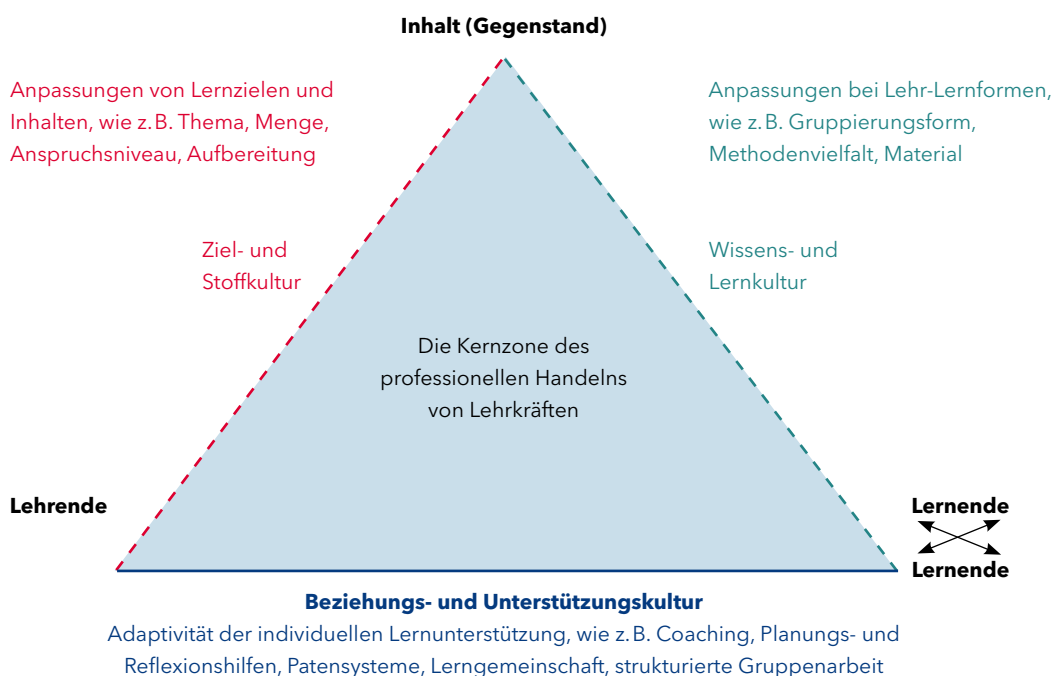 Inhalt (Gegenstand)
Anpassungen von Lernzielen und
Inhalten, wie z. B. Thema, Menge,
Anspruchsniveau, Aufbereitung
Anpassungen bei Lehr-Lernformen,
wie z. B. Gruppierungsform,
Methodenvielfalt, Material
Ziel- und
Stoffkultur
Wissens- und
Lernkultur
Die Kernzone des
professionellen Handelns
von Lehrkräften
Lehrende
Lernende
Lernende
Beziehungs- und Unterstützungskultur
Adaptivität der individuellen Lernunterstützung, wie z. B. Coaching, Planungs- und
Reflexionshilfen, Patensysteme, Lerngemeinschaft, strukturierte Gruppenarbeit